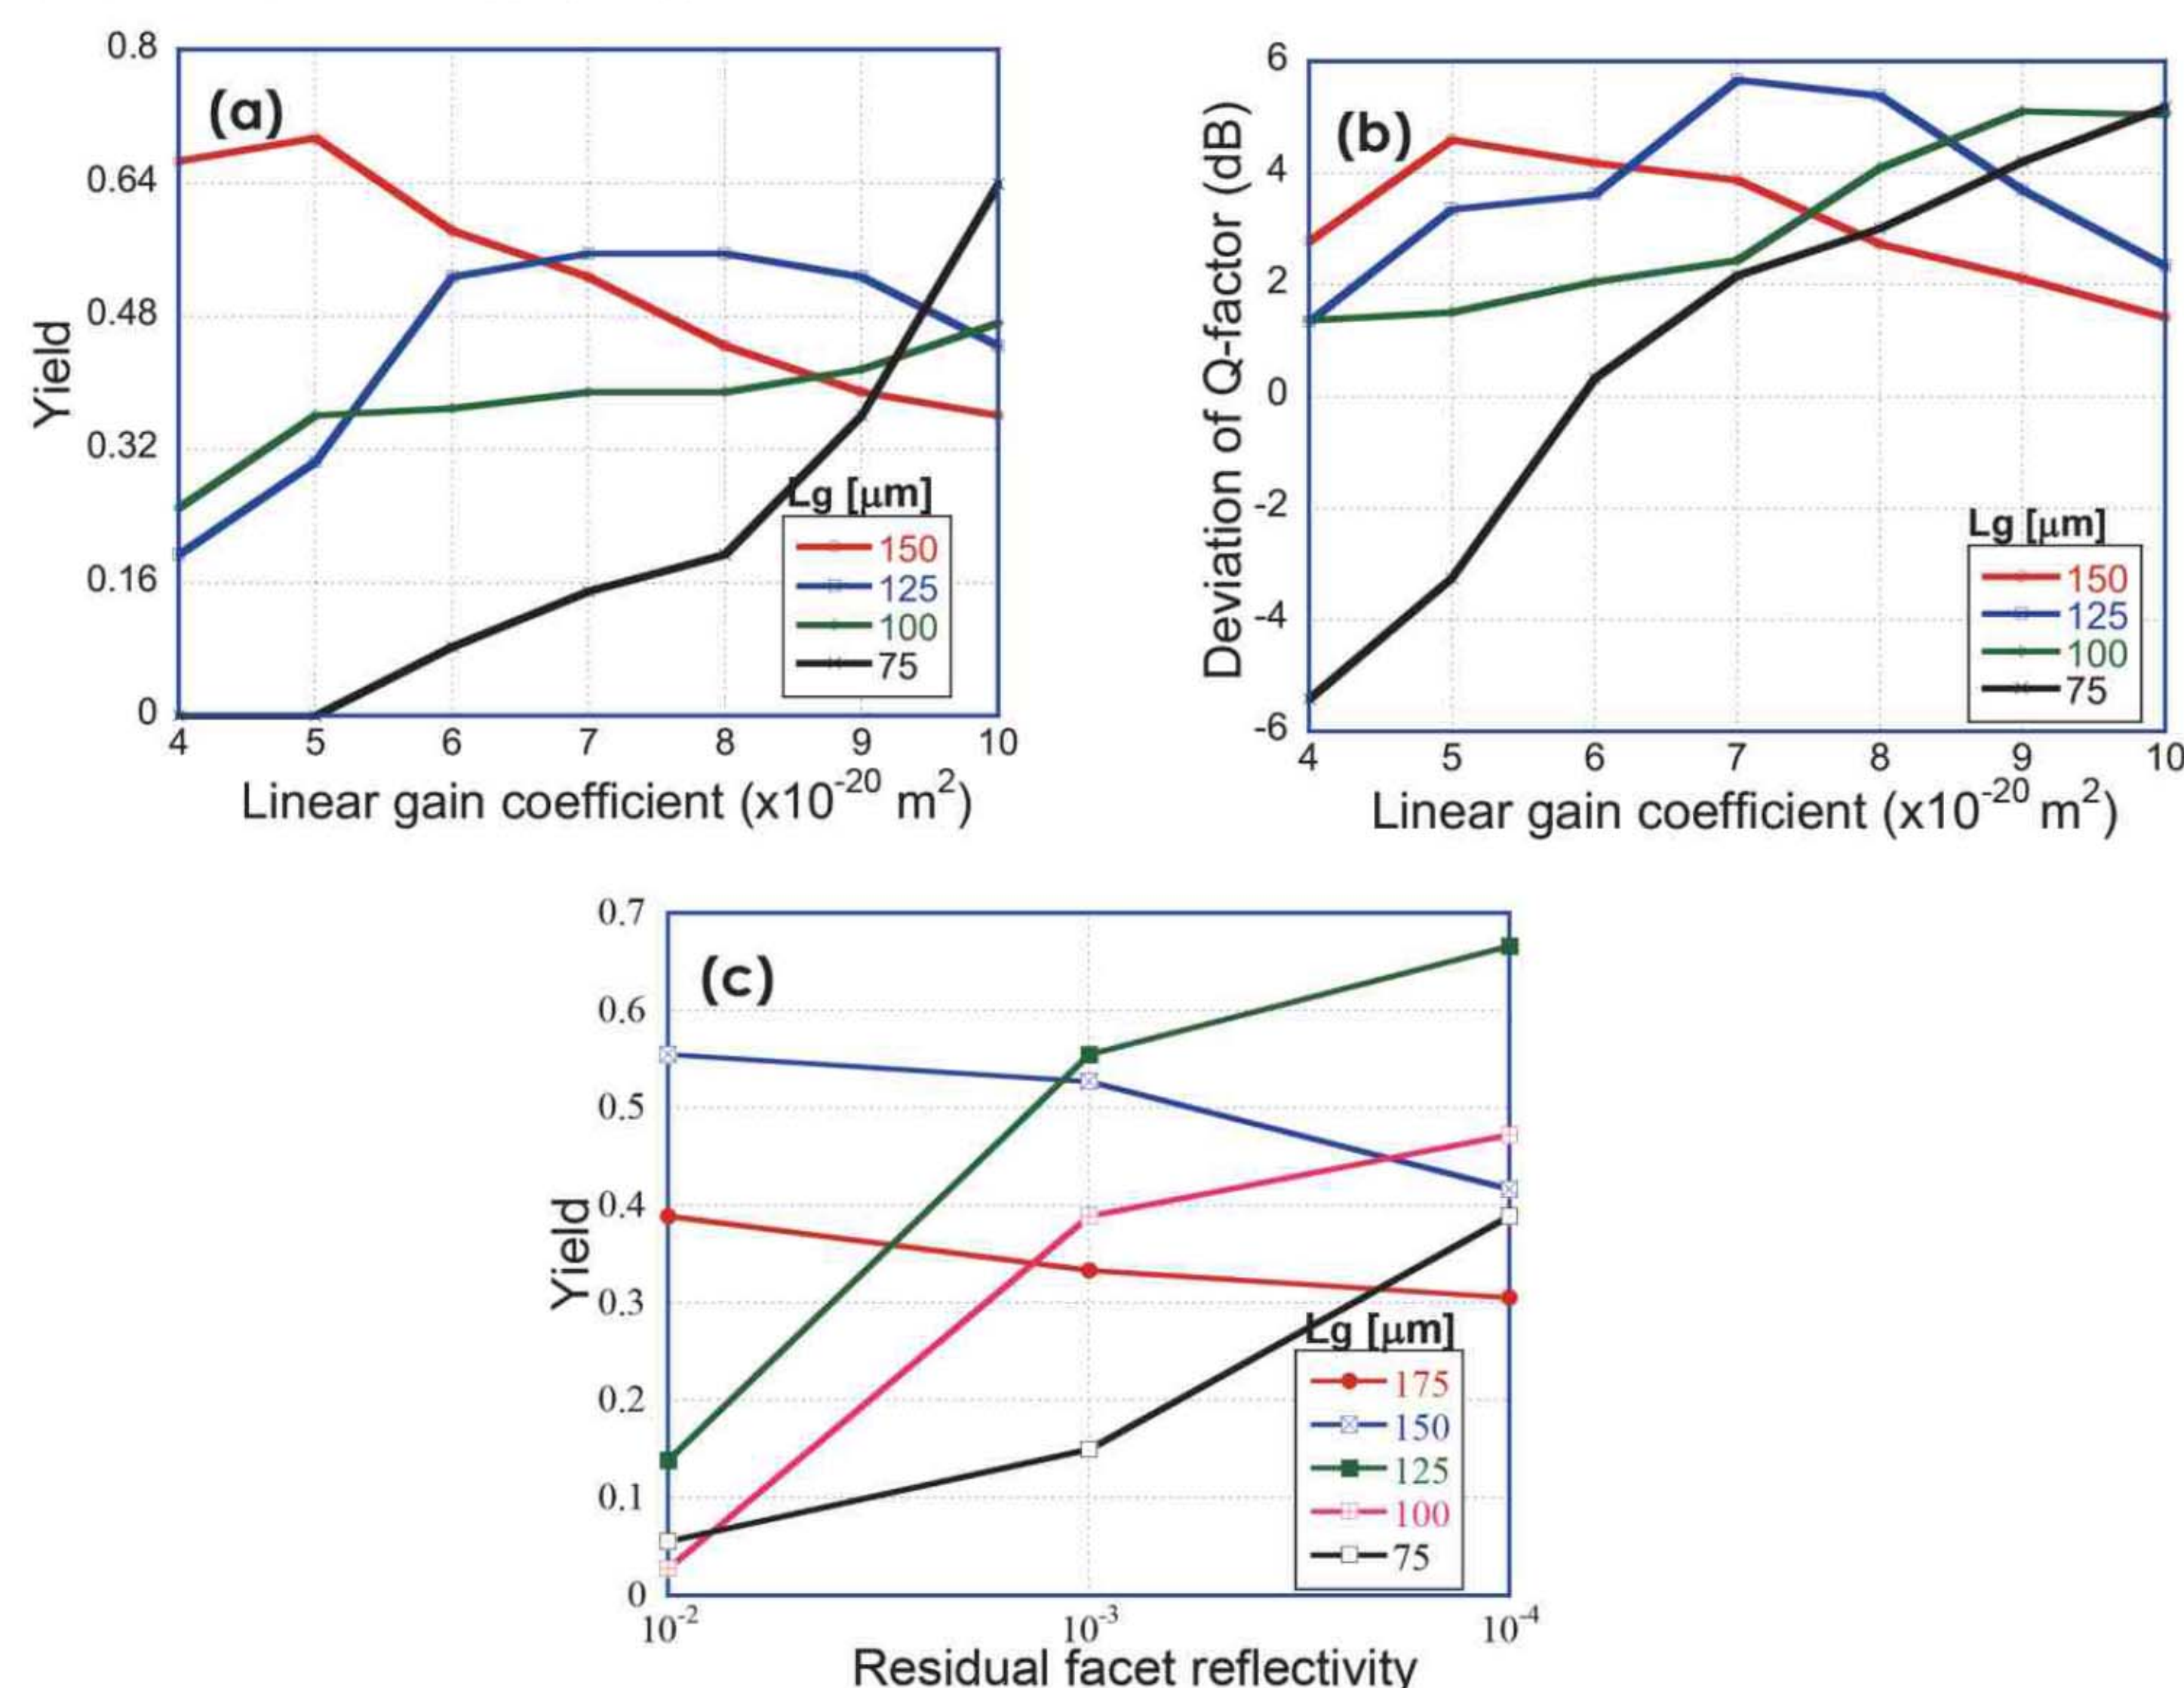 (a)
Yield
0.8
0.64
0.48
0.32
0.16
0
4 5 6 7 8 9 10
Linear gain coefficient (x10⁻²⁰ m²)
Lg [μm]
150
125
100
75
(b)
Deviation of Q-factor (dB)
6
4
2
0
-2
-4
-6
4 5 6 7 8 9 10
Linear gain coefficient (x10⁻²⁰ m²)
Lg [μm]
150
125
100
75
(c)
Yield
0.7
0.6
0.5
0.4
0.3
0.2
0.1
0
10⁻² 10⁻³ 10⁻⁴
Residual facet reflectivity
Lg [μm]
175
150
125
100
75